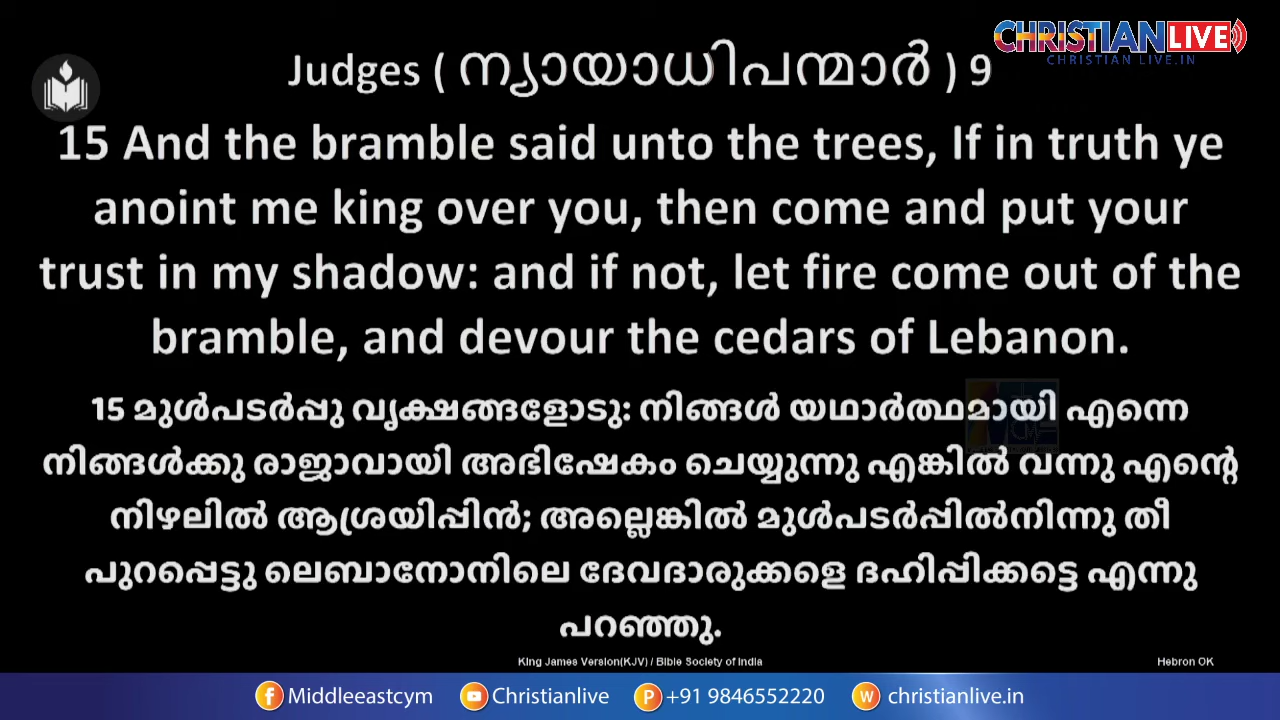 CHRISTIAN LIVE
CHRISTIAN LIVE.IN
Judges ( ന്യായാധിപന്മാർ ) 9
15 And the bramble said unto the trees, If in truth ye
anoint me king over you, then come and put your
trust in my shadow: and if not, let fire come out of the
bramble, and devour the cedars of Lebanon.
15 മുൾപടർപ്പു വൃക്ഷങ്ങളോടു: നിങ്ങൾ യഥാർത്ഥമായി എന്നെ
നിങ്ങൾക്കു രാജാവായി അഭിഷേകം ചെയ്യുന്നു എങ്കിൽ വന്നു എന്റെ
നിഴലിൽ ആശ്രയിപ്പിൻ; അല്ലെങ്കിൽ മുൾപടർപ്പിൽനിന്നു തീ
പുറപ്പെട്ടു ലെബാനോനിലെ ദേവദാരുക്കളെ ദഹിപ്പിക്കട്ടെ എന്നു
പറഞ്ഞു.
King James Version(KJV) / Bible Society of India
Hebron OK
Middleeastcym Christianlive P +91 9846552220 W christianlive.in